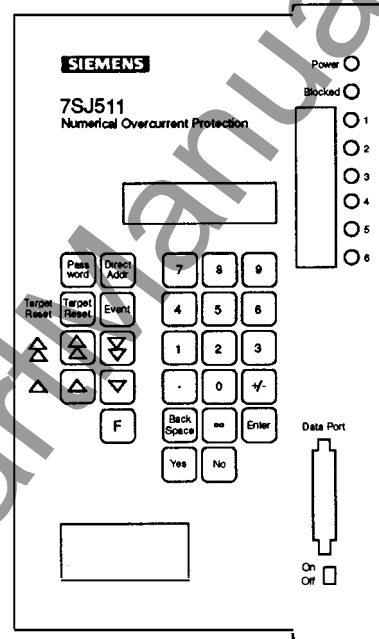 SIEMENS
7SJ511
Numerical Overcurrent Protection
Power
Blocked
1
2
3
4
5
6
Pass word
Direct Addr
7
8
9
Target Reset
Target Reset
Event
4
5
6
1
2
3
.
0
+/-
F
Back Space
∞
Enter
Yes
No
Data Port
On
Off